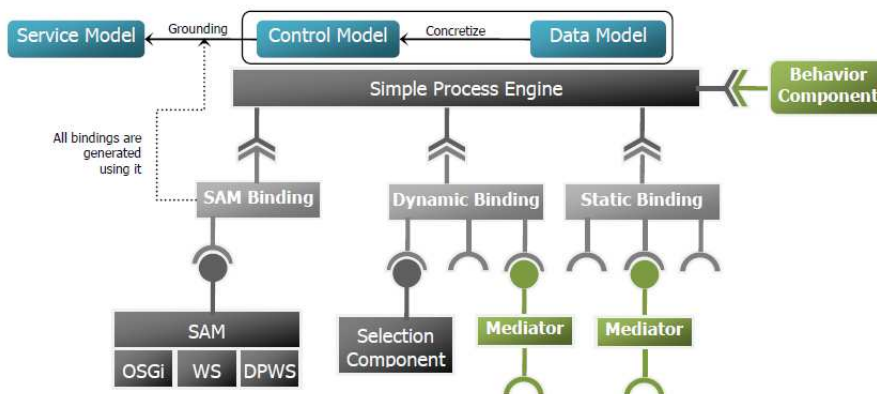 Service Model
Grounding
Control Model
Concretize
Data Model
Simple Process Engine
Behavior
Component
All bindings are
generated
using it
SAM Binding
Dynamic Binding
Static Binding
SAM
OSGi
WS
DPWS
Selection
Component
Mediator
Mediator